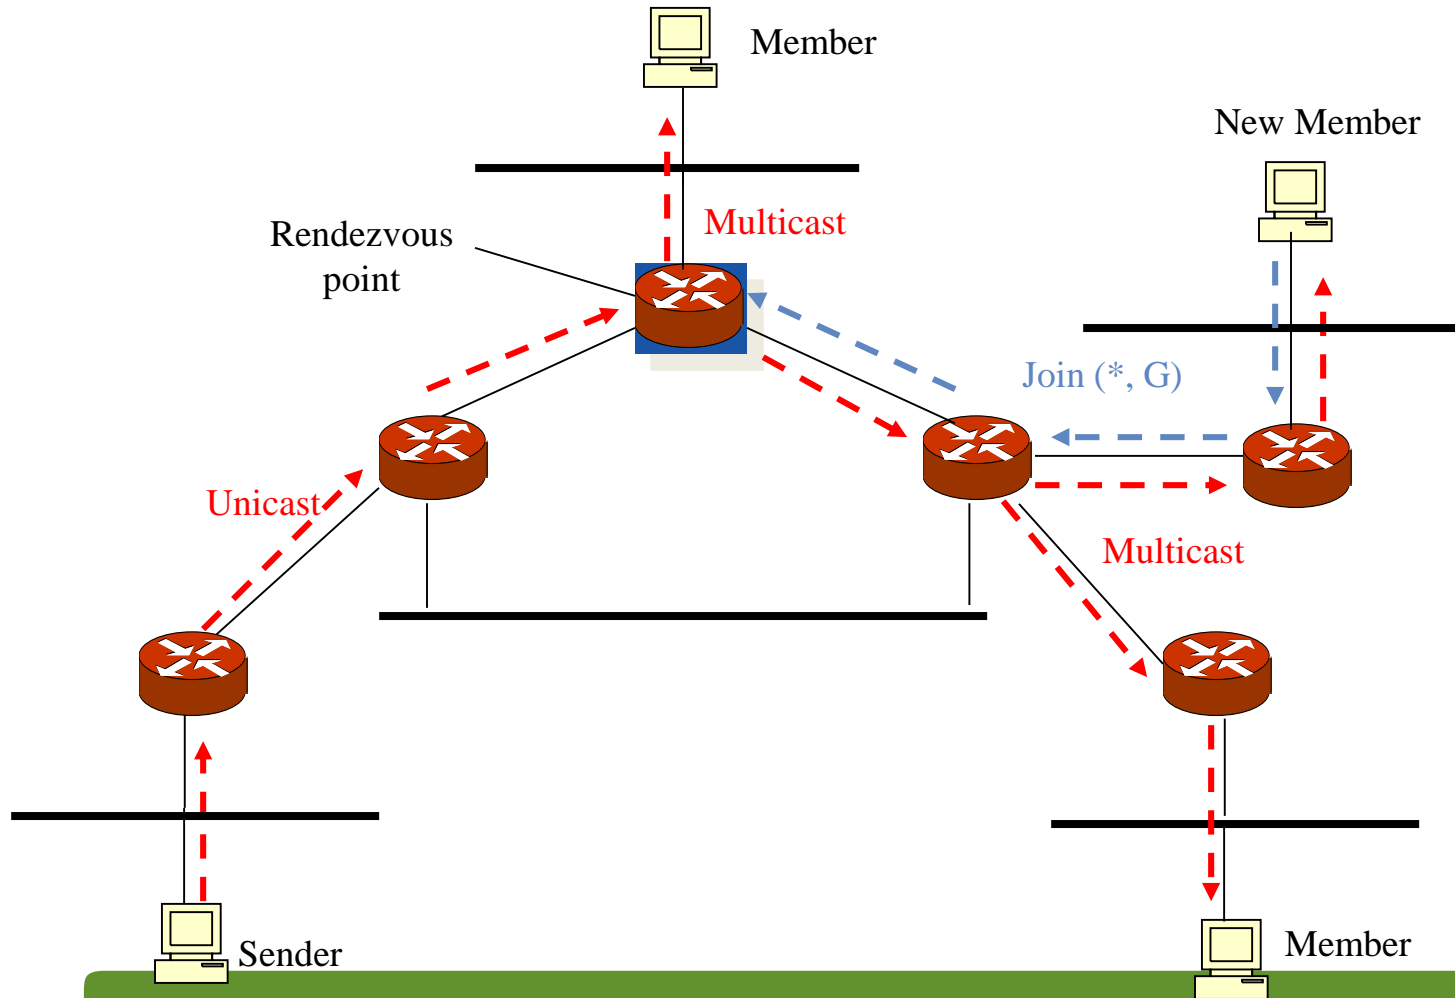 Member
New Member
Multicast
Rendezvous
point
Join (*, G)
Unicast
Multicast
Sender
Member